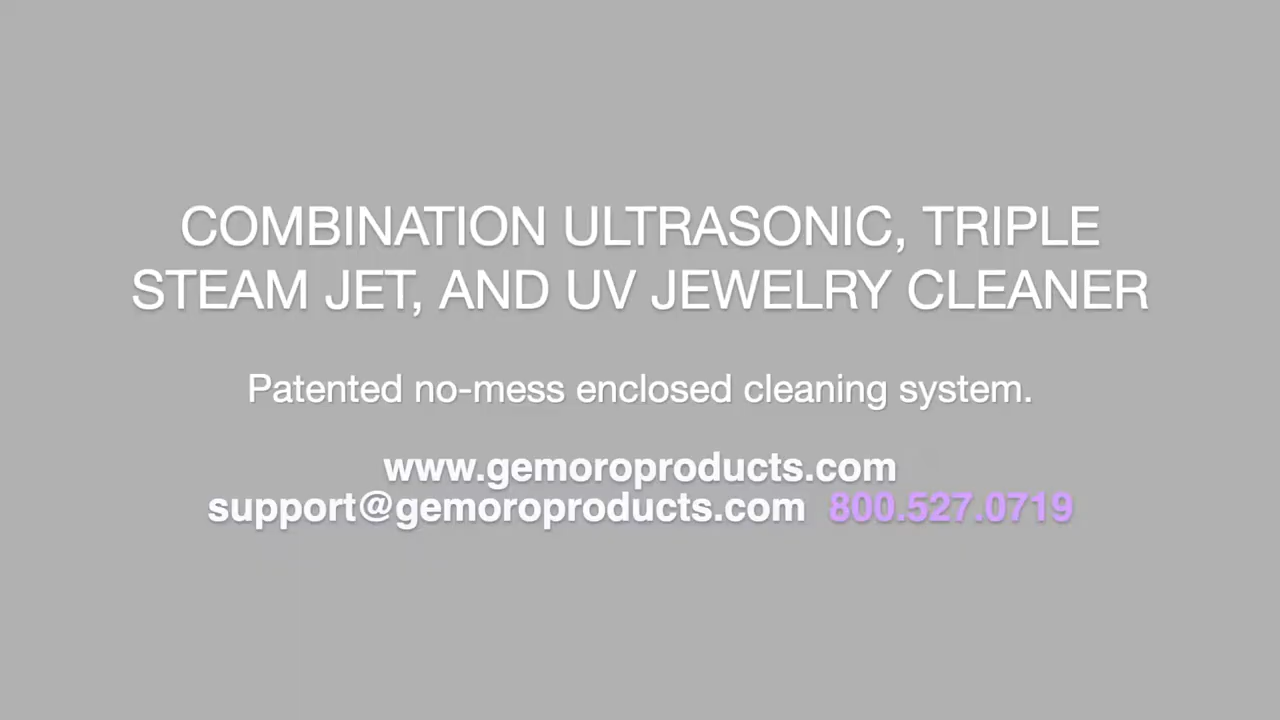 COMBINATION ULTRASONIC, TRIPLE
STEAM JET, AND UV JEWELRY CLEANER
Patented no-mess enclosed cleaning system.
www.gemoroproducts.com
support@gemoroproducts.com 800.527.0719